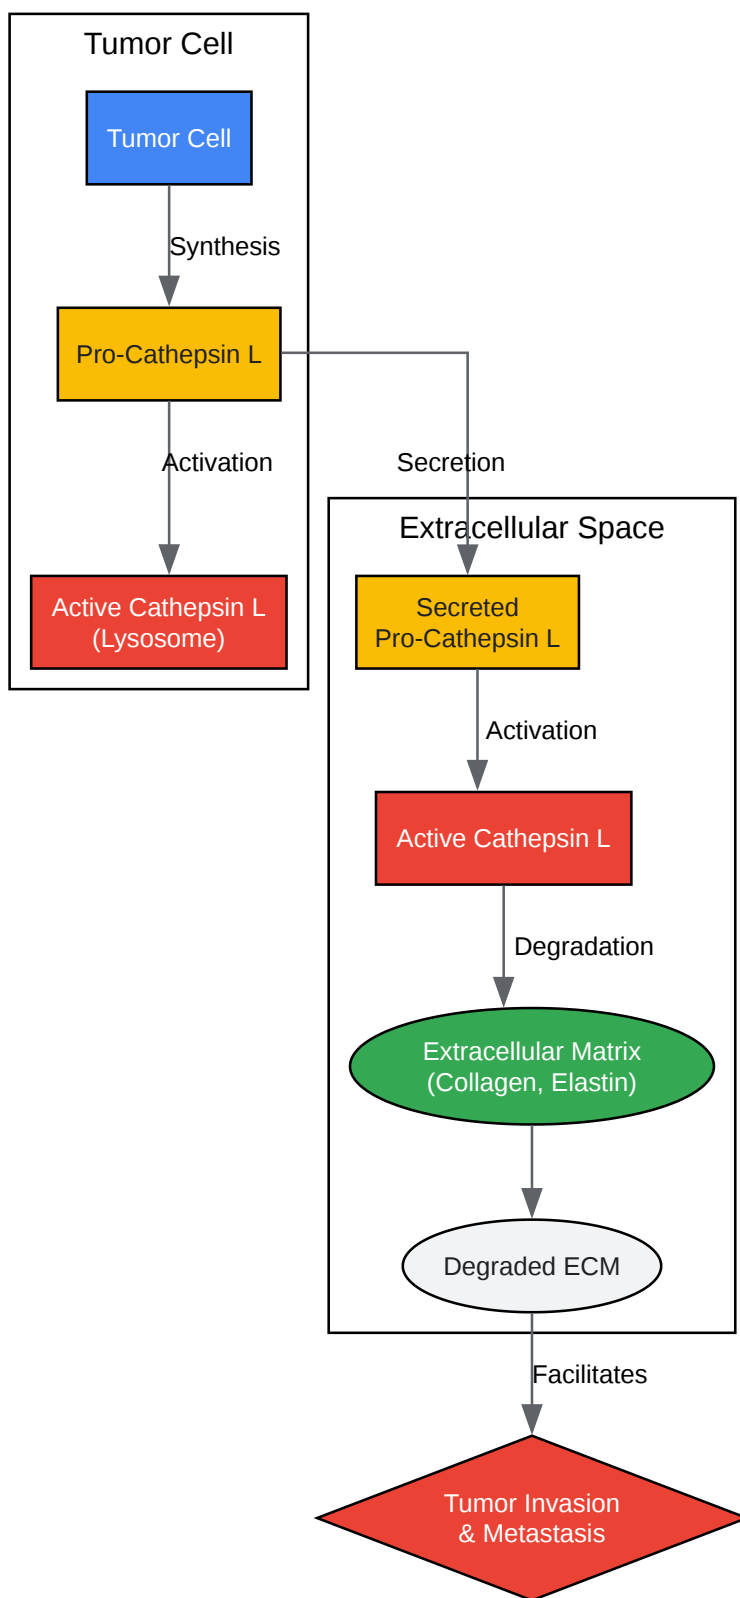 Tumor Cell
Tumor Cell
Synthesis
Pro-Cathepsin L
Activation
Secretion
Extracellular Space
Active Cathepsin L
(Lysosome)
Secreted
Pro-Cathepsin L
Activation
Active Cathepsin L
Degradation
Extracellular Matrix
(Collagen, Elastin)
Degraded ECM
Facilitates
Tumor Invasion
& Metastasis